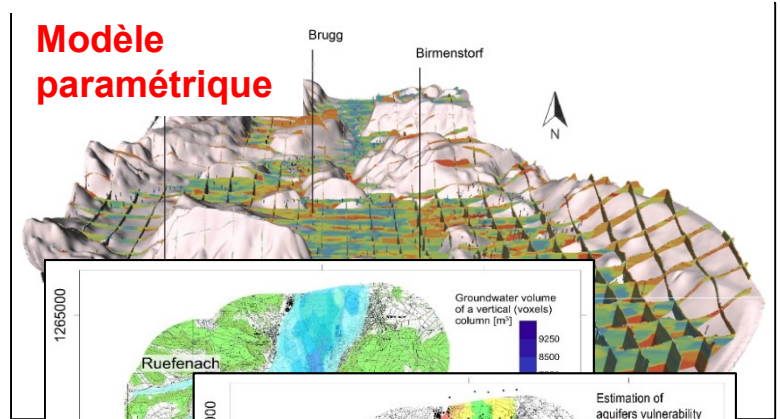 Modèle
paramétrique
Brugg
Birmenstorf
N
1265000
Groundwater volume
of a vertical (voxels)
column [m³]
9250
8500
Ruefenach
Estimation of
aquifers vulnerability